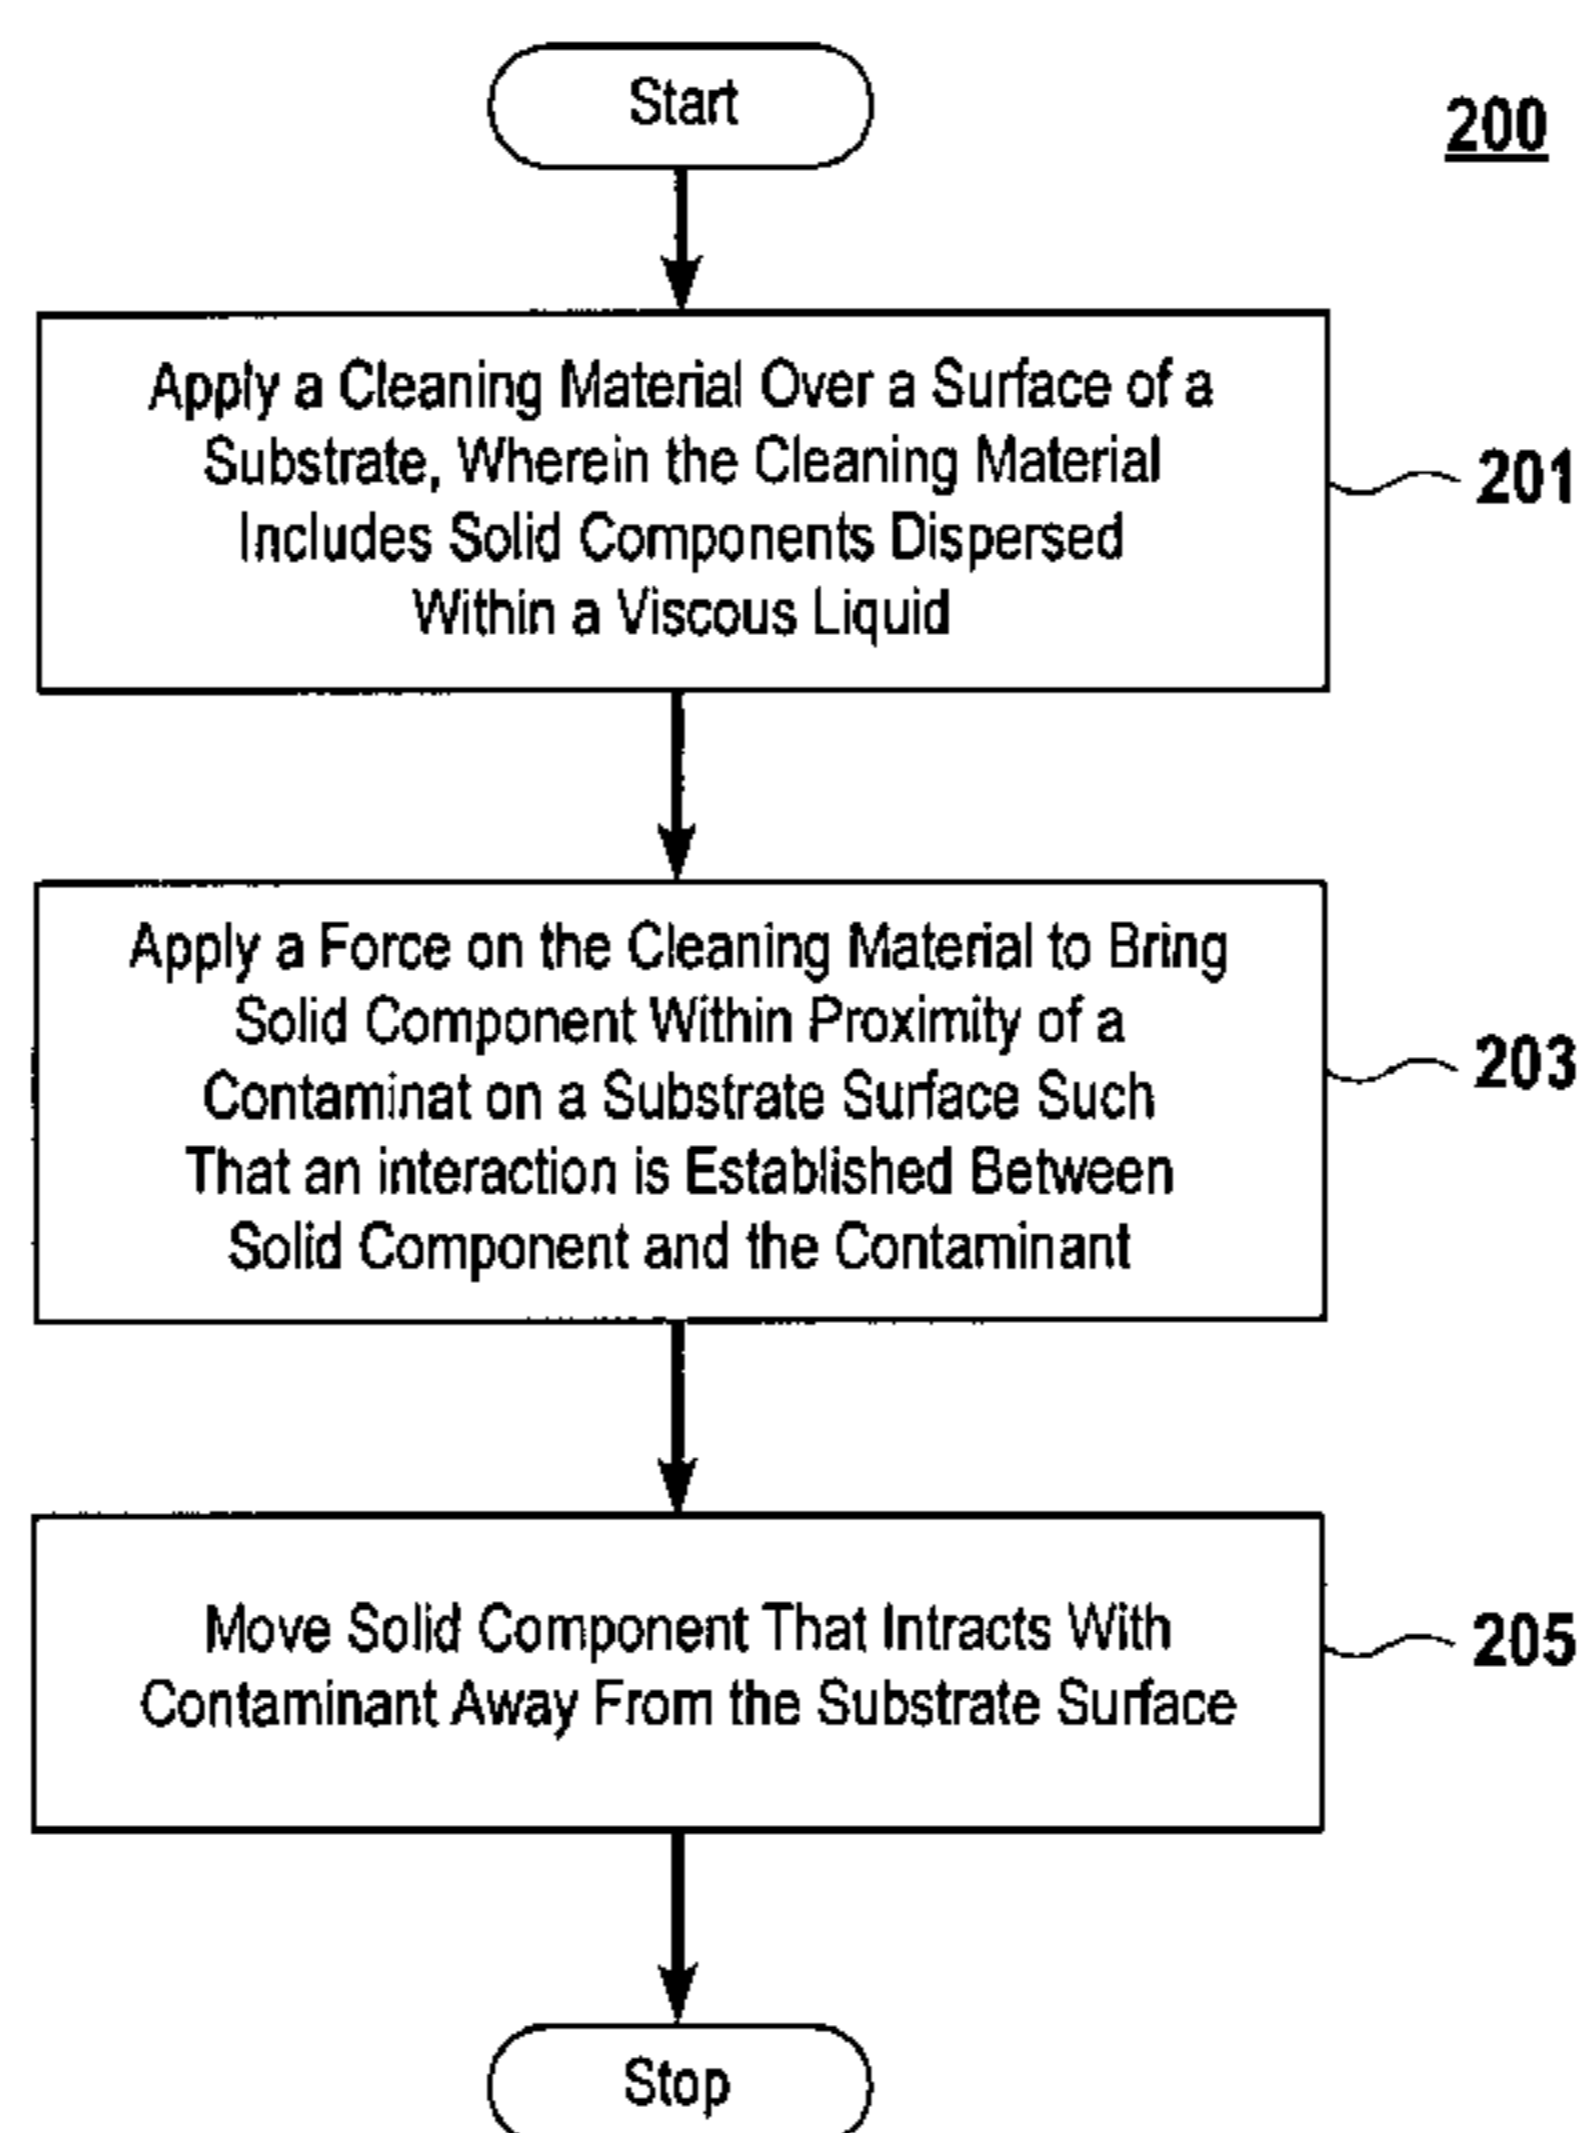 Start
200
Apply a Cleaning Material Over a Surface of a
Substrate, Wherein the Cleaning Material
Includes Solid Components Dispersed
Within a Viscous Liquid
201
Apply a Force on the Cleaning Material to Bring
Solid Component Within Proximity of a
Contaminat on a Substrate Surface Such
That an interaction is Established Between
Solid Component and the Contaminant
203
Move Solid Component That Intracts With
Contaminant Away From the Substrate Surface
205
Stop